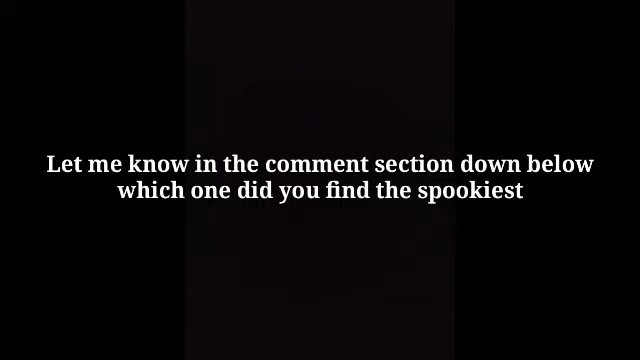 Let me know in the comment section down below
which one did you find the spookiest